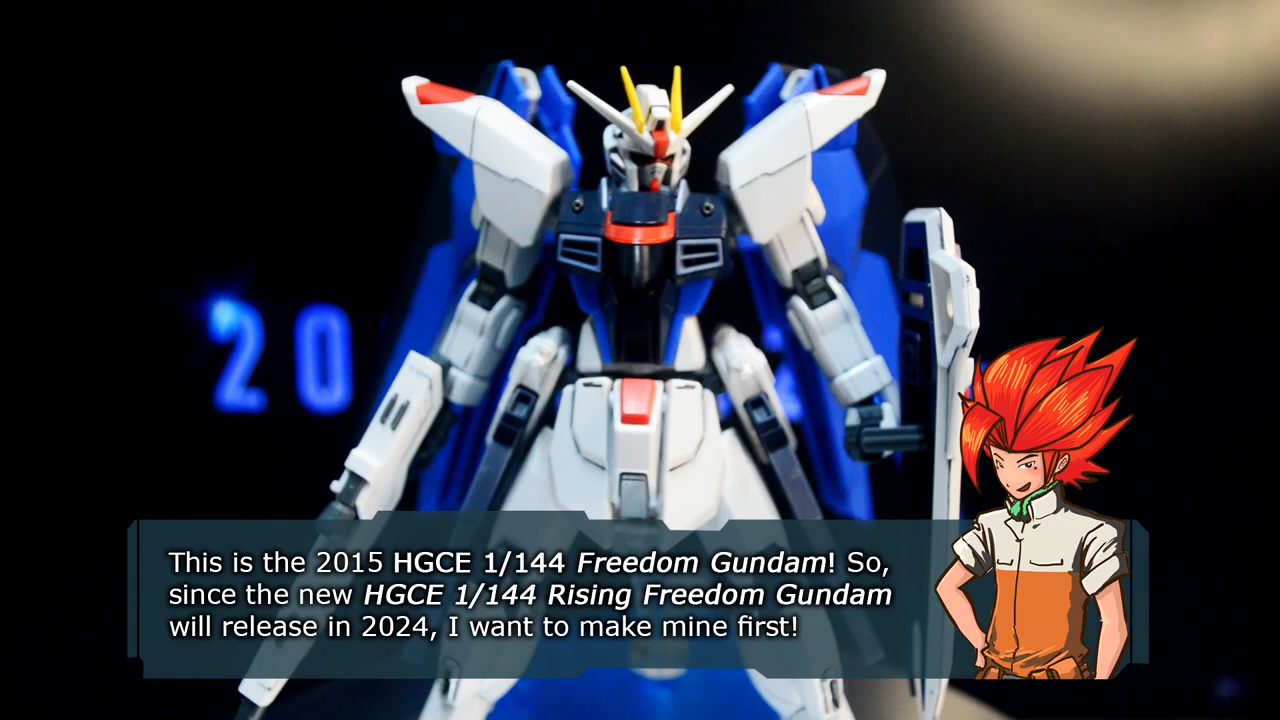 20
This is the 2015 HGCE 1/144 Freedom Gundam! So,
since the new HGCE 1/144 Rising Freedom Gundam
will release in 2024, I want to make mine first!